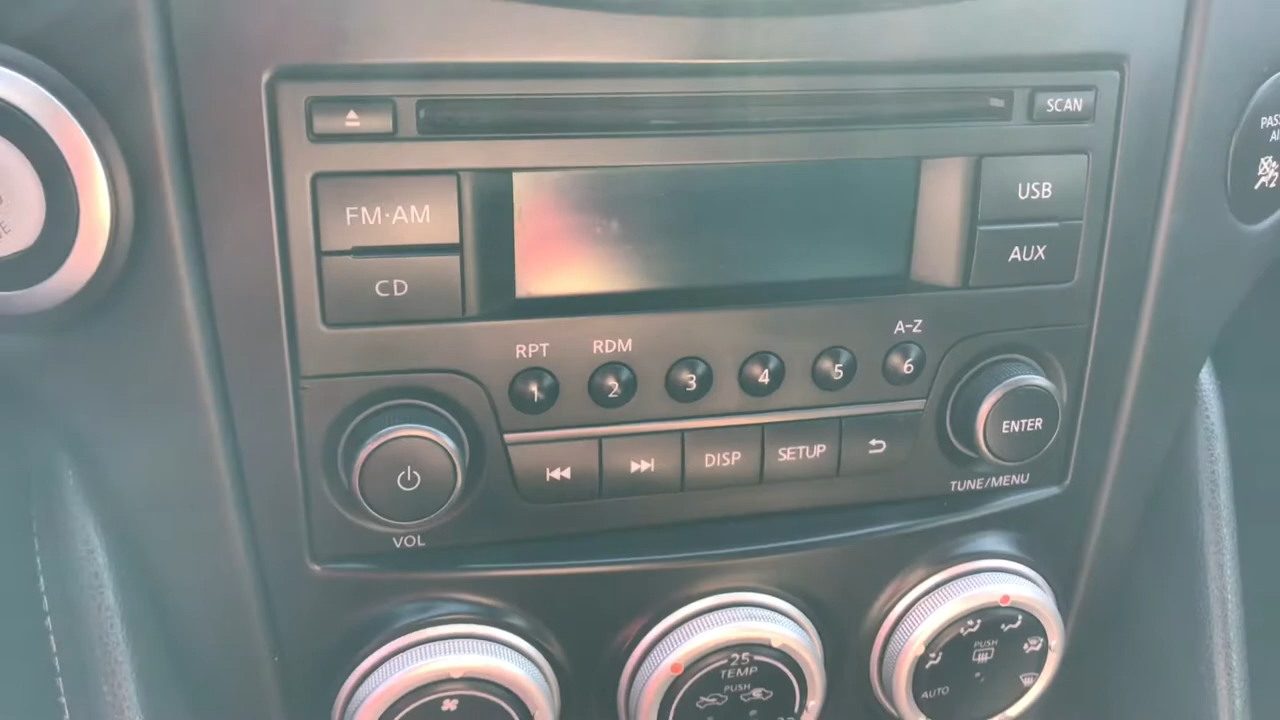 SCAN
FM·AM
USB
CD
AUX
RPT
RDM
A-Z
1
2
3
4
5
6
DISP
SETUP
ENTER
TUNE/MENU
VOL
25
TEMP
PUSH
PUSH
AUTO